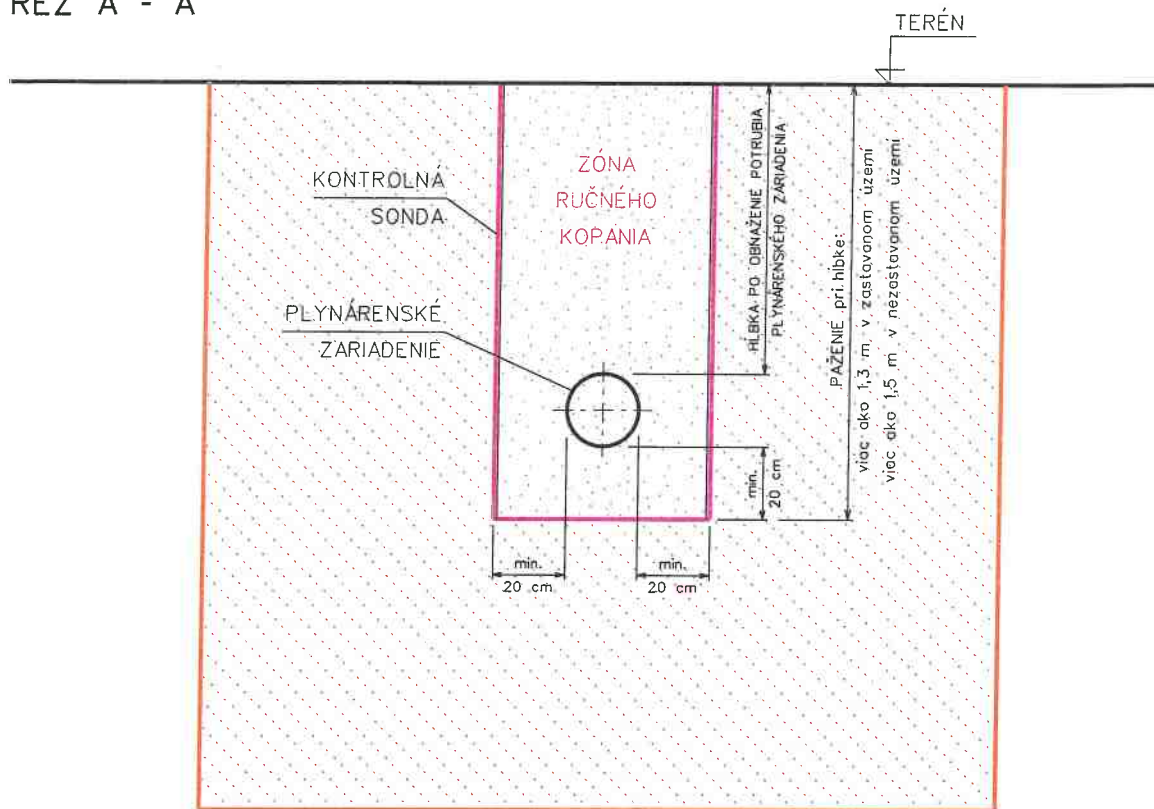 REZ A - A
TERÉN
KONTROLNÁ
SONDA
ZÓNA
RUČNÉHO
KOPANIA
PLYNÁRENSKÉ
ZARIADENIE
HĹBKA PO OBNAŽENIE POTRUBIA
PLYNÁRENSKÉHO ZARIADENIA
PAŽENIE pri hĺbke:
viac ako 1,3 m v zastavanom území
viac ako 1,5 m v nezastavanom území
min.
20 cm
min.
20 cm
min.
20 cm